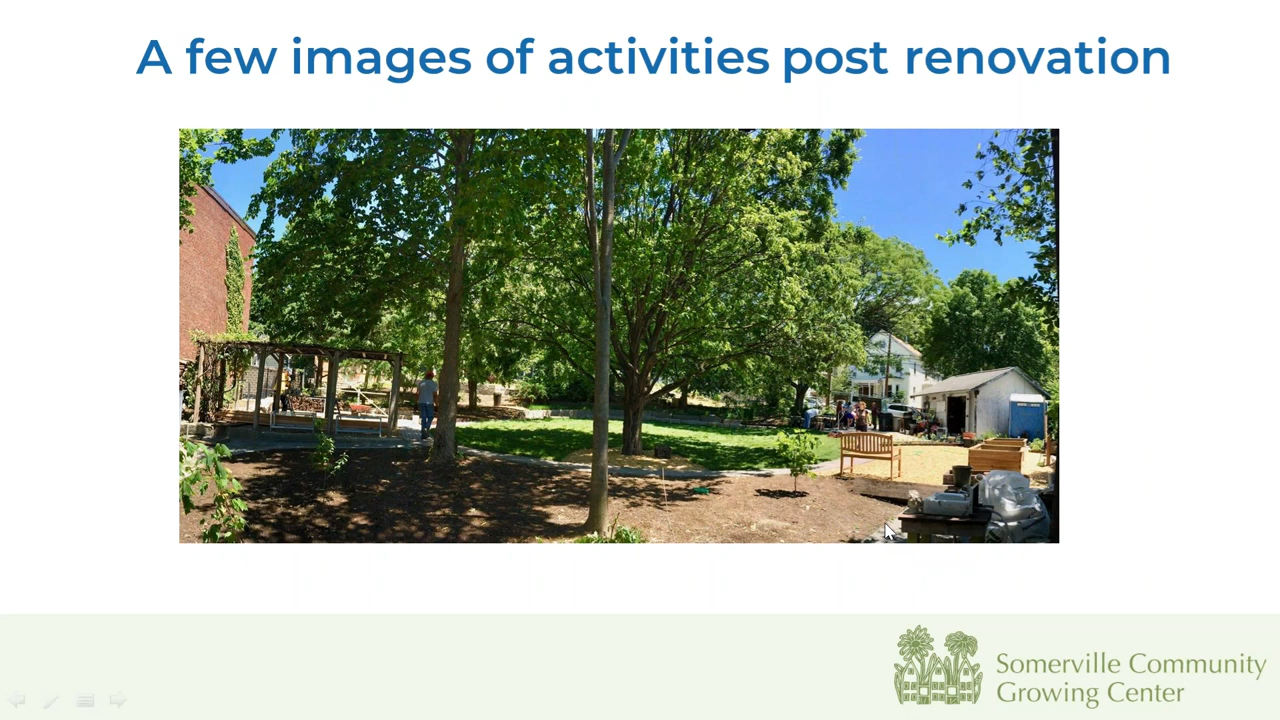 A few images of activities post renovation
Somerville Community
Growing Center